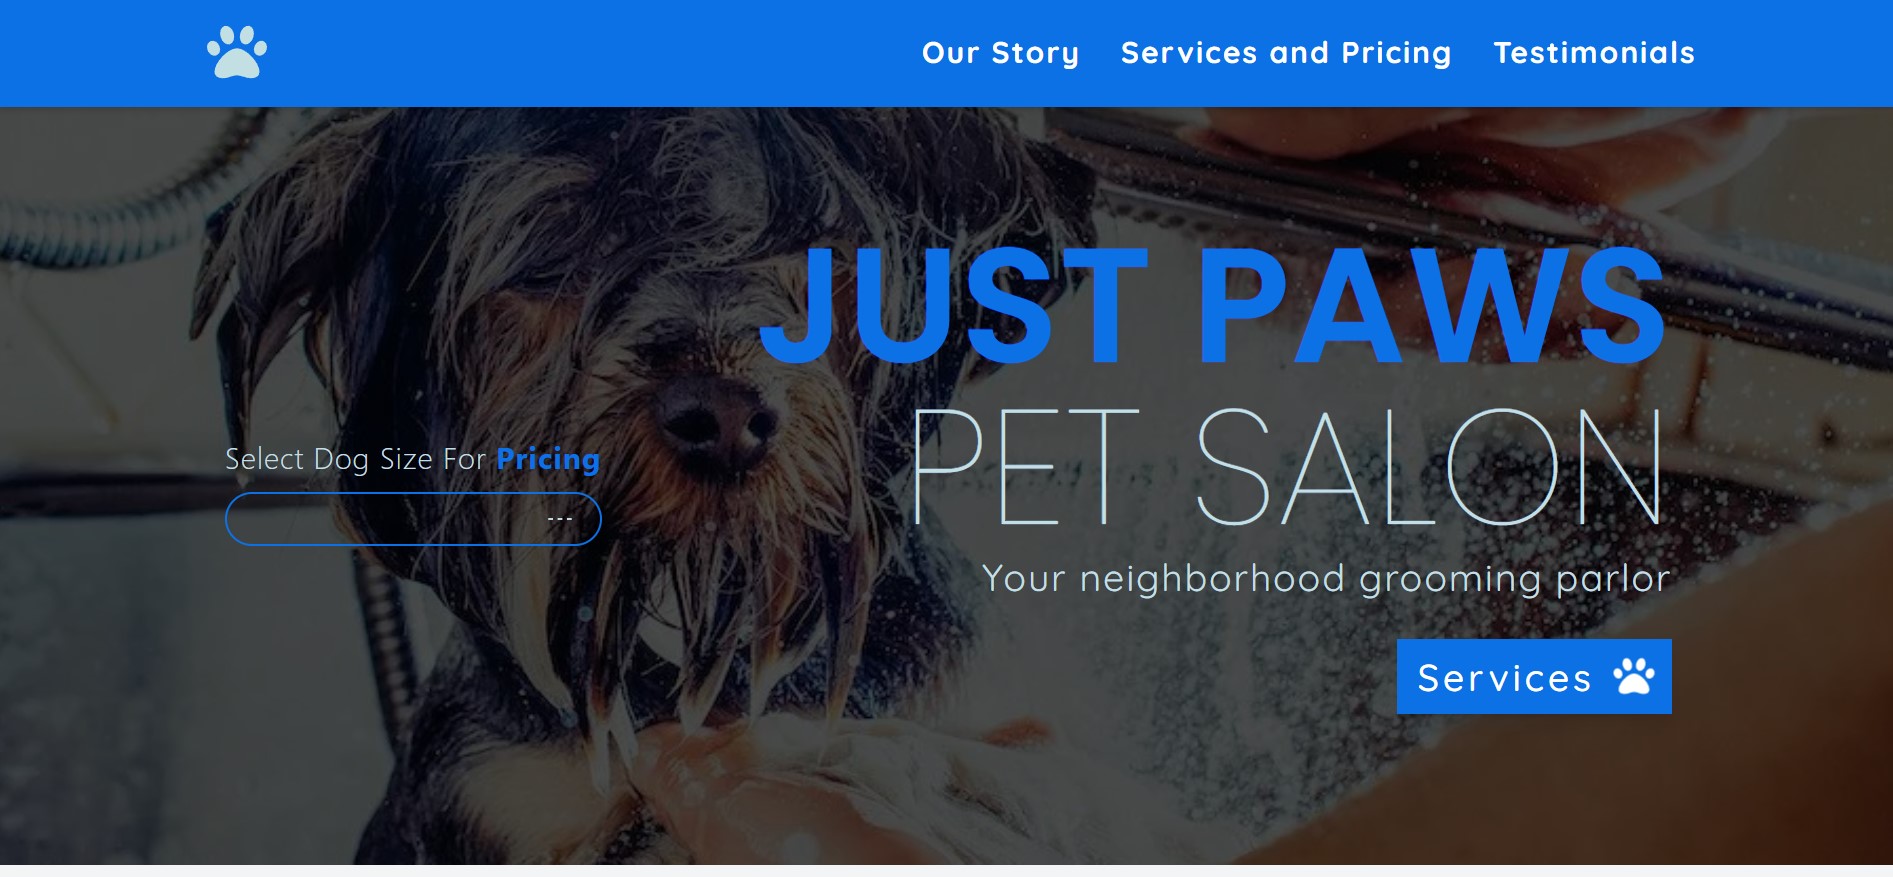 Our Story
Services and Pricing
Testimonials
JUST PAWS
PET SALON
Your neighborhood grooming parlor
Select Dog Size For Pricing
---
Services